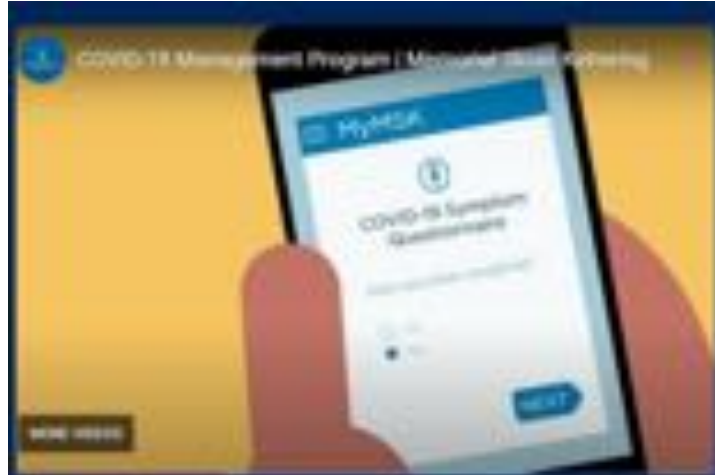 COVID-19 Management Program | Memorial Sloan Kettering
MyMSK
COVID-19 Symptom
Questionnaire
NEXT
MORE VIDEOS